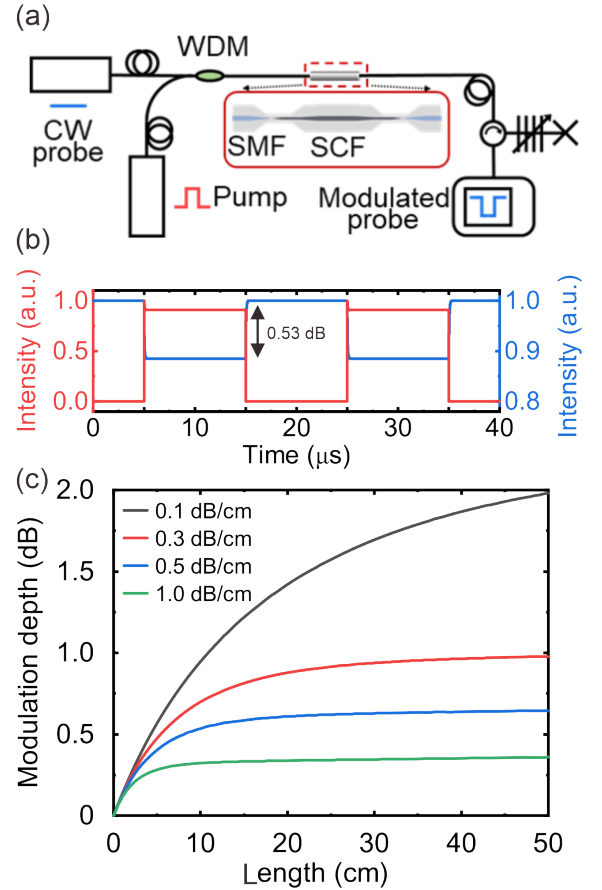 (a)
WDM
CW
probe
SMF
SCF
Pump
Modulated
probe
(b)
Intensity (a.u.)
1.0
0.5
0.0
0.53 dB
1.0
0.9
0.8
Intensity (a.u.)
0 10 20 30 40
Time (μs)
(c)
Modulation depth (dB)
2.0
1.5
1.0
0.5
0
0.1 dB/cm
0.3 dB/cm
0.5 dB/cm
1.0 dB/cm
0 10 20 30 40 50
Length (cm)